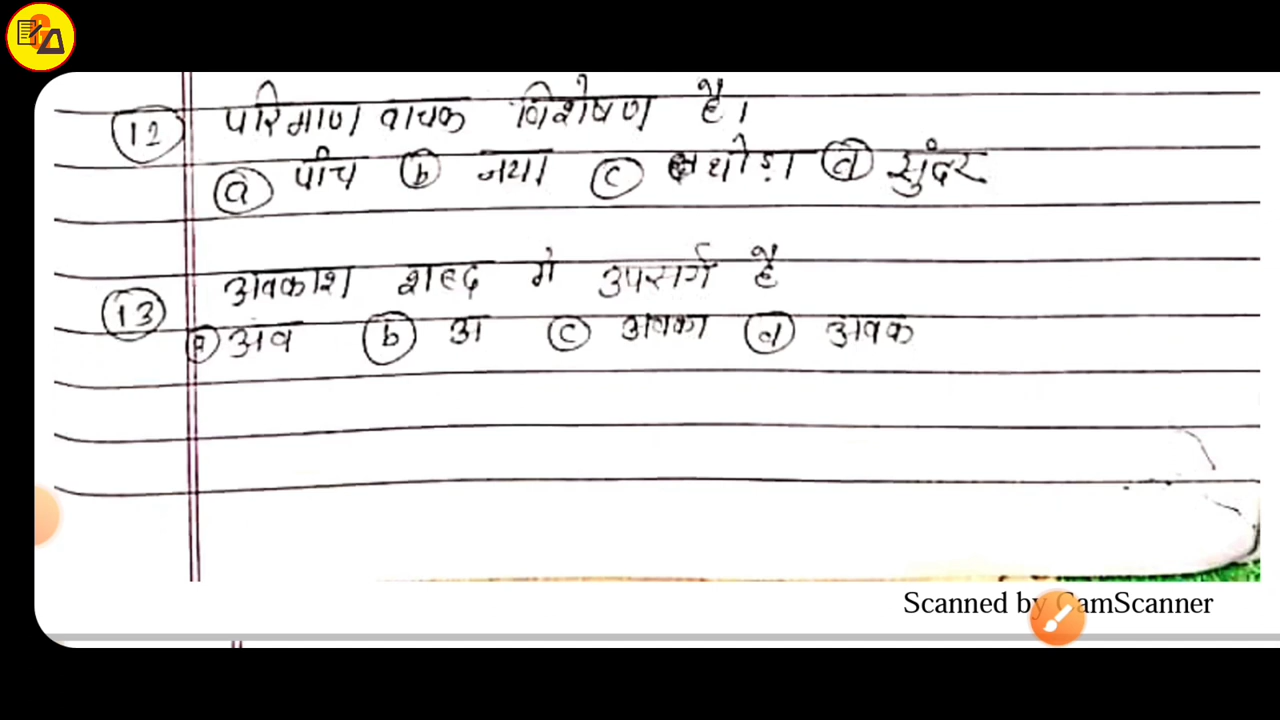 12 परिमाण वाचक विशेषण है।
a पाँच b नया c थोड़ा d सुंदर
13 अवकाश शब्द मे उपसर्ग है
a अव b अ c अवका d अवक
Scanned by CamScanner